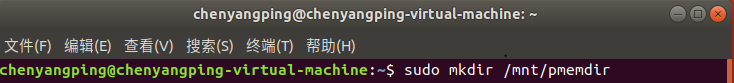 chenyangping@chenyangping-virtual-machine: ~
文件(F) 编辑(E) 查看(V) 搜索(S) 终端(T) 帮助(H)
chenyangping@chenyangping-virtual-machine:~$ sudo mkdir /mnt/pmemdir